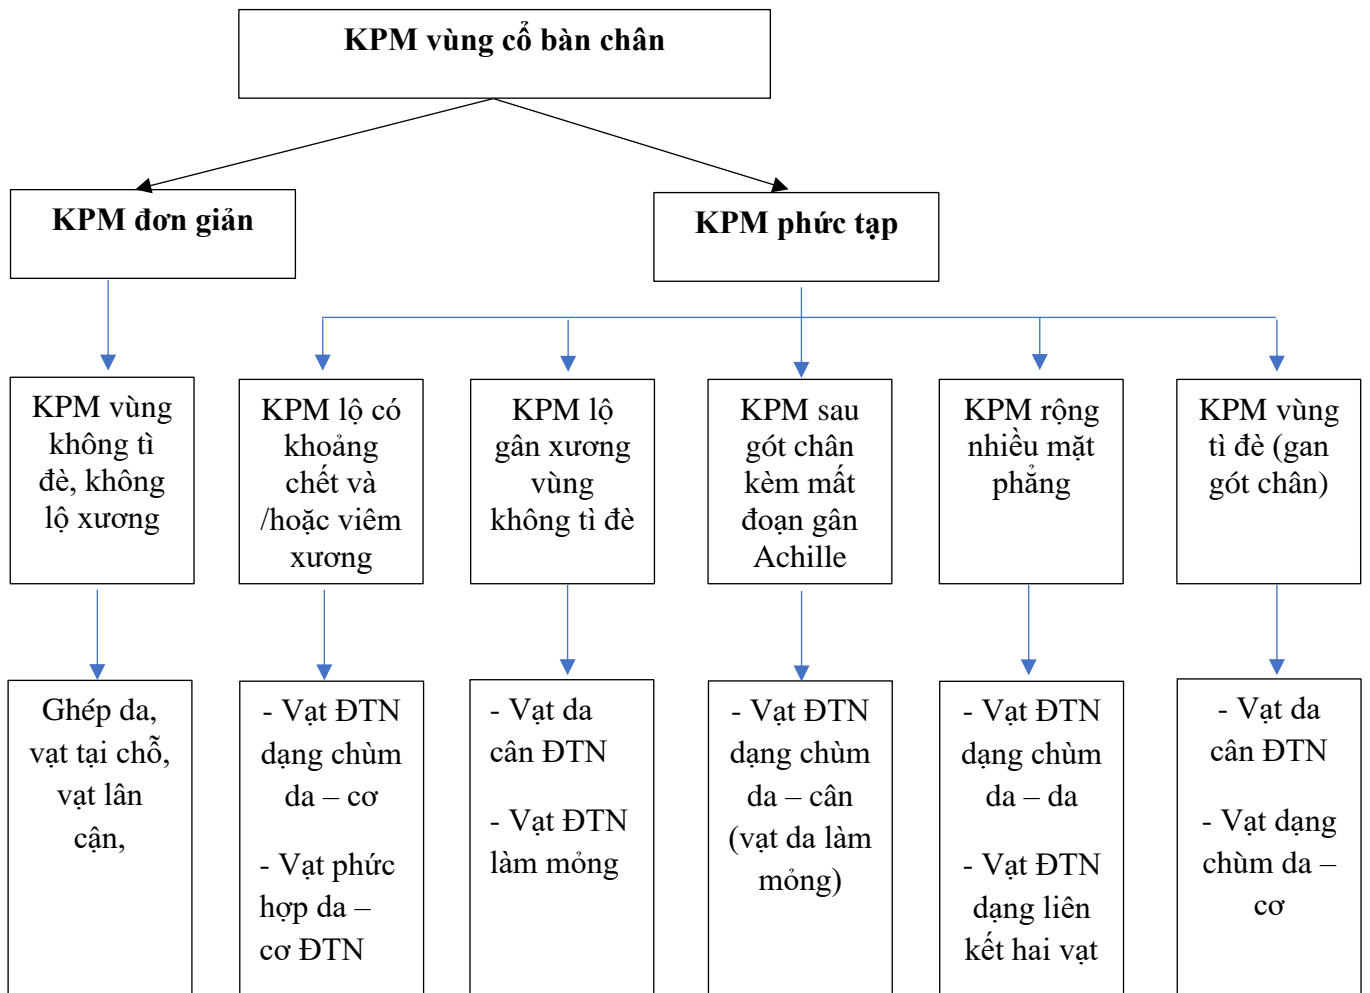 KPM vùng cổ bàn chân
KPM đơn giản
KPM phức tạp
KPM vùng
không tì
đè, không
lộ xương
KPM lộ có
khoảng
chết và
/hoặc viêm
xương
KPM lộ
gân xương
vùng
không tì đè
KPM sau
gót chân
kèm mất
đoạn gân
Achille
KPM rộng
nhiều mặt
phẳng
KPM vùng
tì đè (gan
gót chân)
Ghép da,
vạt tại chỗ,
vạt lân
cận,
- Vạt ĐTN
dạng chùm
da – cơ
- Vạt phức
hợp da –
cơ ĐTN
- Vạt da
cân ĐTN
- Vạt ĐTN
làm mỏng
- Vạt ĐTN
dạng chùm
da – cân
(vạt da làm
mỏng)
- Vạt ĐTN
dạng chùm
da – da
- Vạt ĐTN
dạng liên
kết hai vạt
- Vạt da
cân ĐTN
- Vạt dạng
chùm da –
cơ